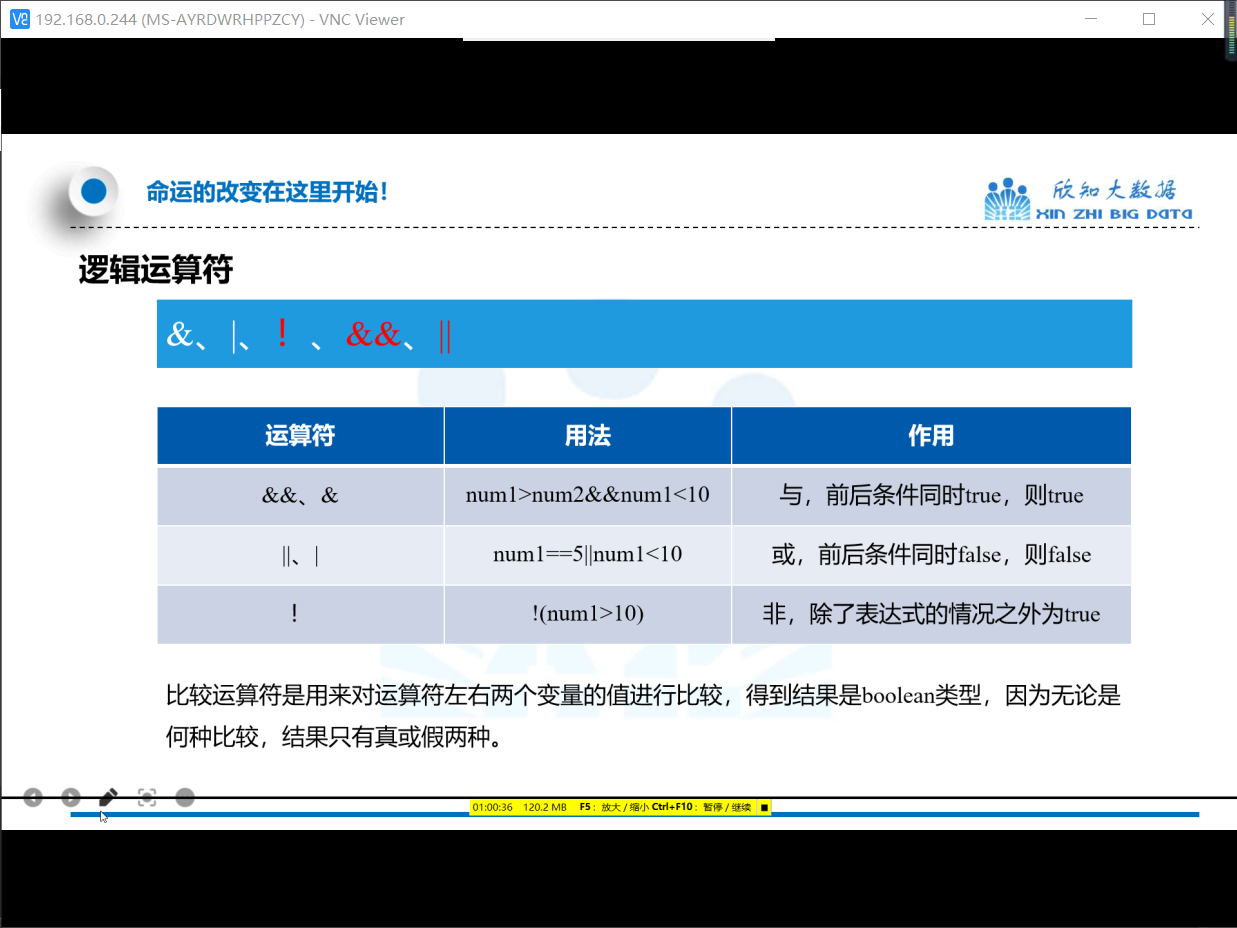 192.168.0.244 (MS-AYRDWRHPPZCY) - VNC Viewer
命运的改变在这里开始！
欣知大数据
XIN ZHI BIG DATA
逻辑运算符
&、|、！、&&、||
运算符 用法 作用
&&、& num1>num2&&num1<10 与，前后条件同时true，则true
||、| num1==5||num1<10 或，前后条件同时false，则false
！ !(num1>10) 非，除了表达式的情况之外为true
比较运算符是用来对运算符左右两个变量的值进行比较，得到结果是boolean类型，因为无论是
何种比较，结果只有真或假两种。
01:00:36 120.2 MB F5：放大 / 缩小 Ctrl+F10：暂停 / 继续